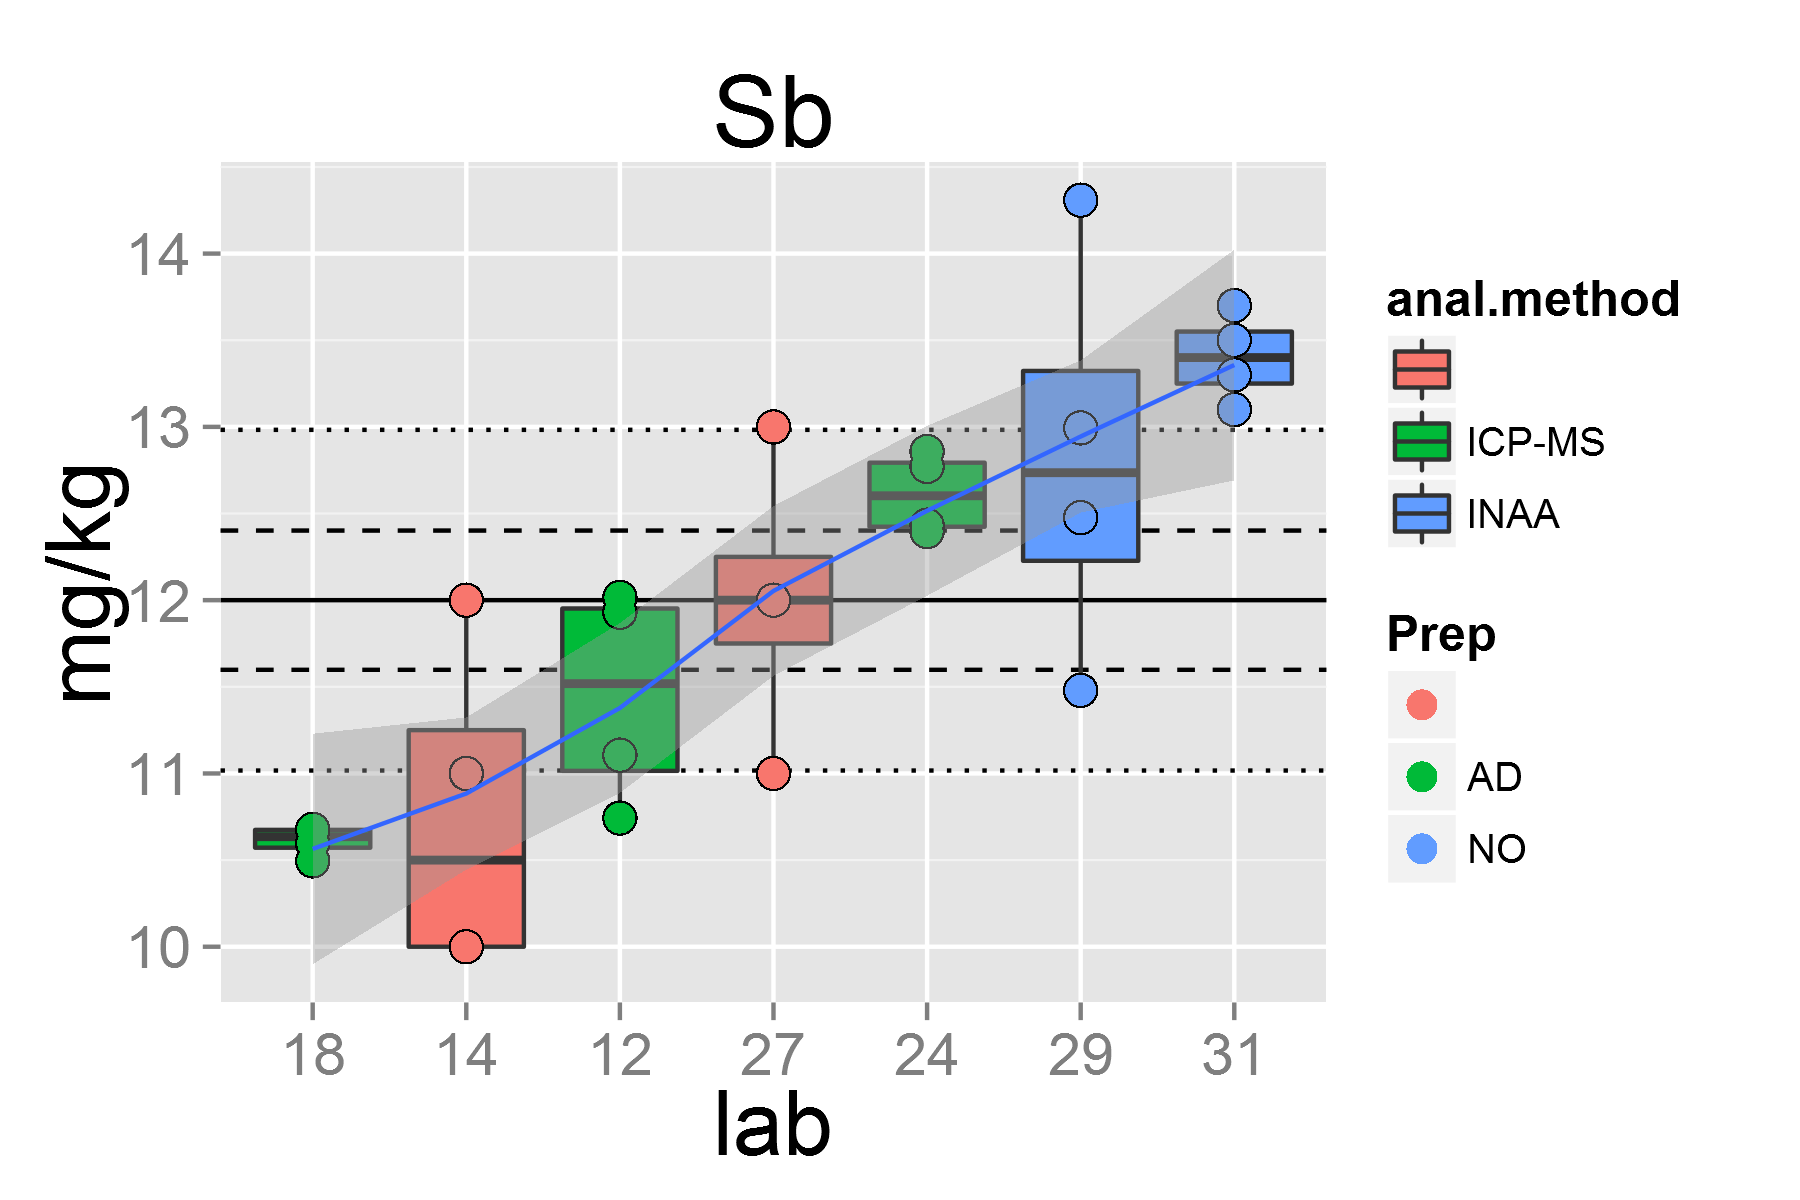 Sb
mg/kg
14
13
12
11
10
18 14 12 27 24 29 31
lab
anal.method
ICP-MS
INAA
Prep
AD
NO